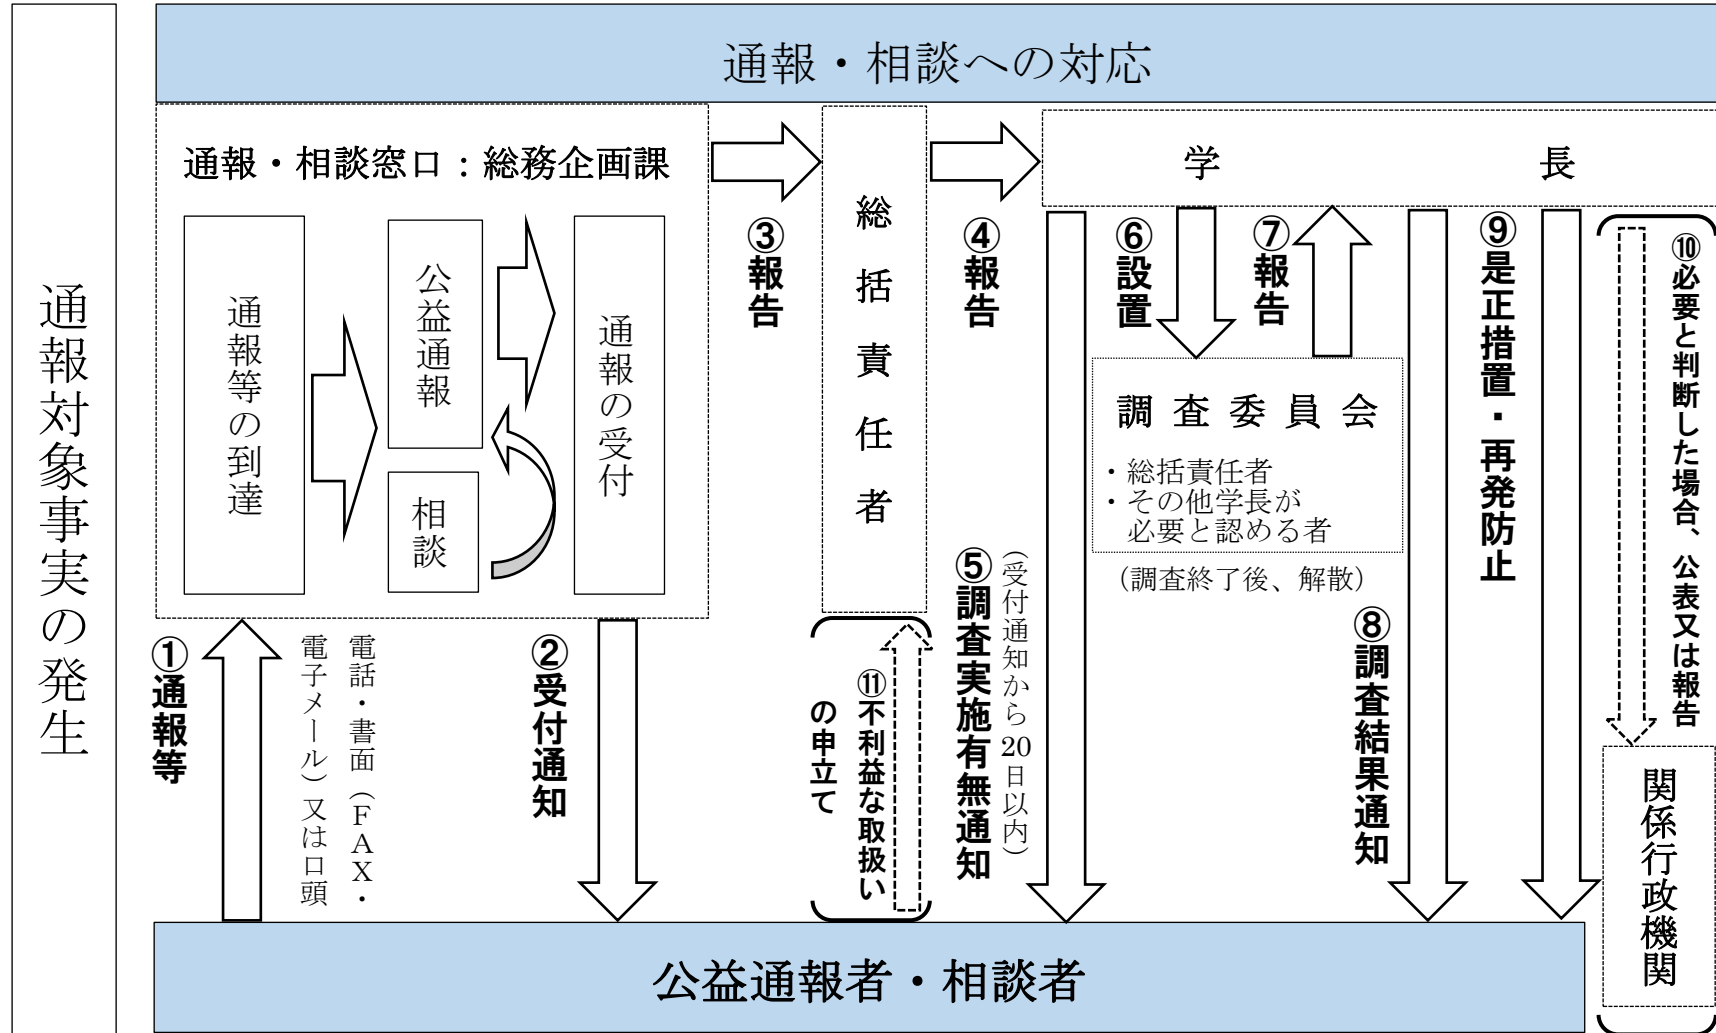 通報対象事実の発生
通報・相談への対応
通報・相談窓口：総務企画課
通報等の到達
公益通報
相談
通報の受付
①通報等
電話・書面（FAX・
電子メール）又は口頭
②受付通知
③報告
総括責任者
④報告
学長
⑤調査実施有無通知
（受付通知から20日以内）
⑥設置
⑦報告
調査委員会
・総括責任者
・その他学長が
必要と認める者
（調査終了後、解散）
⑧調査結果通知
⑨是正措置・再発防止
⑩必要と判断した場合、公表又は報告
関係行政機関
⑪不利益な取扱い
の申立て
公益通報者・相談者